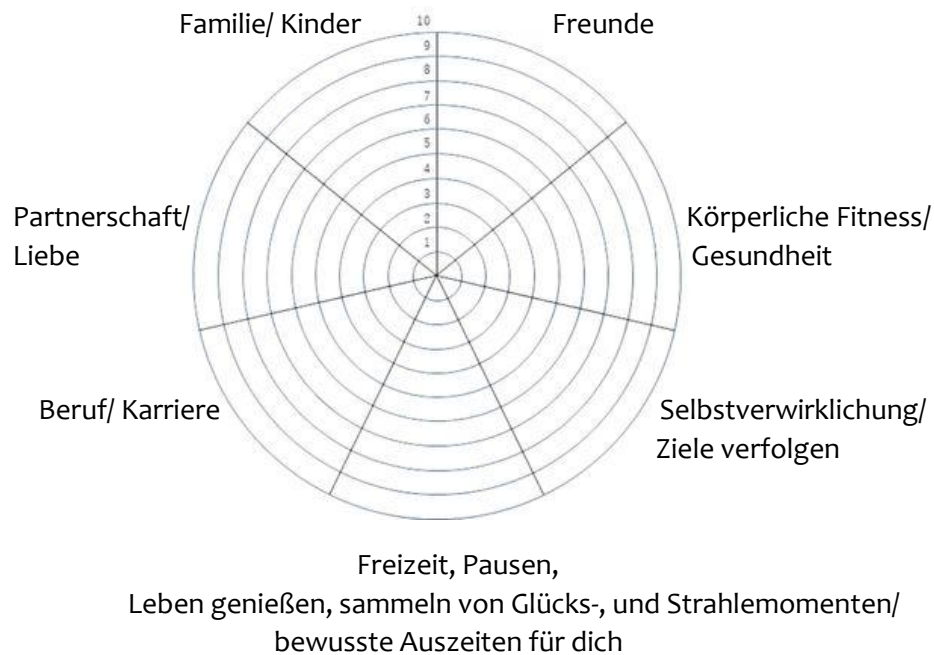 Familie/ Kinder
10
Freunde
9
8
7
6
5
4
3
2
1
Partnerschaft/
Liebe
Körperliche Fitness/
Gesundheit
Beruf/ Karriere
Selbstverwirklichung/
Ziele verfolgen
Freizeit, Pausen,
Leben genießen, sammeln von Glücks-, und Strahlemomenten/
bewusste Auszeiten für dich